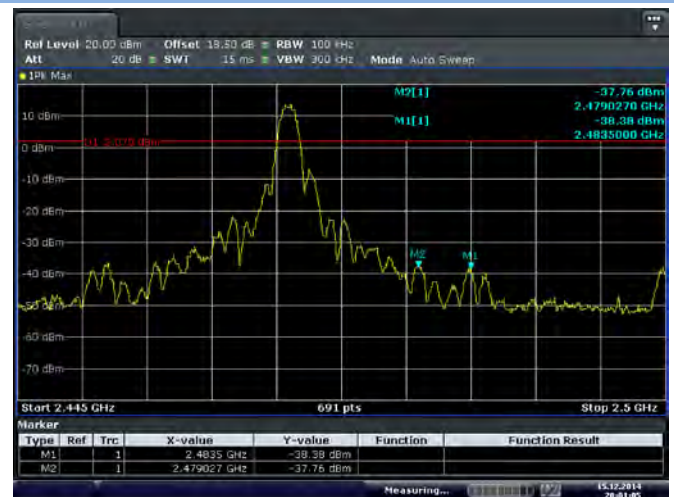 Ref Level 20.00 dBm Offset 18.50 dB RBW 100 kHz
Att 20 dB SWT 15 ms VBW 300 kHz Mode Auto Sweep
1Pk Max
M2[1] -37.76 dBm
2.4790270 GHz
M1[1] -38.38 dBm
2.4835000 GHz
10 dBm
0 dBm
-10 dBm
-20 dBm
-30 dBm
-40 dBm
-60 dBm
-70 dBm
M2 M1
Start 2.445 GHz 691 pts Stop 2.5 GHz
Marker
Type Ref Trc X-value Y-value Function Function Result
M1 1 2.4835 GHz -38.38 dBm
M2 1 2.479027 GHz -37.76 dBm
Measuring... 15.12.2014
20:01:05